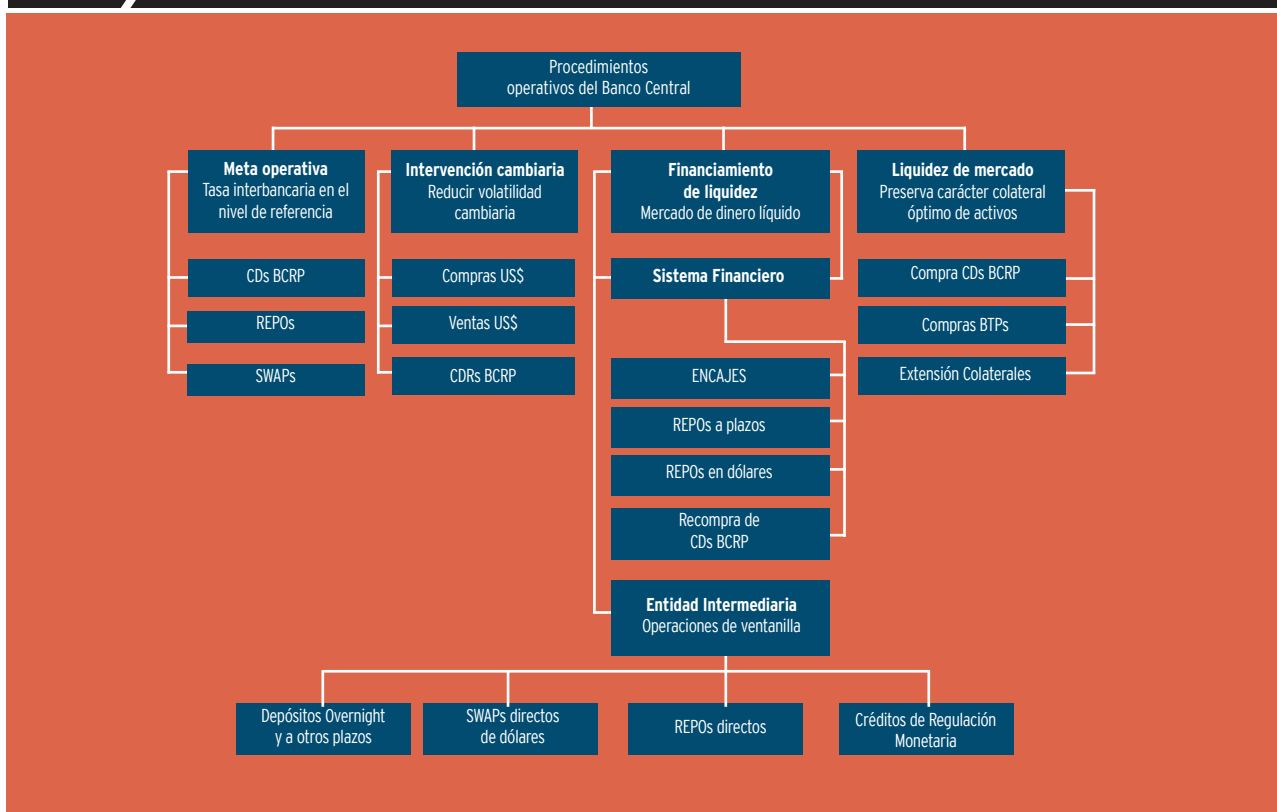 Procedimientos
operativos del Banco Central
Meta operativa
Tasa interbancaria en el
nivel de referencia
CDs BCRP
REPOs
SWAPs
Intervención cambiaria
Reducir volatilidad
cambiaria
Compras US$
Ventas US$
CDRs BCRP
Financiamiento
de liquidez
Mercado de dinero líquido
Sistema Financiero
ENCAJES
REPOs a plazos
REPOs en dólares
Recompra de
CDs BCRP
Entidad Intermediaria
Operaciones de ventanilla
Liquidez de mercado
Preserva carácter colateral
óptimo de activos
Compra CDs BCRP
Compras BTPs
Extensión Colaterales
Depósitos Overnight
y a otros plazos
SWAPs directos
de dólares
REPOs directos
Créditos de Regulación
Monetaria